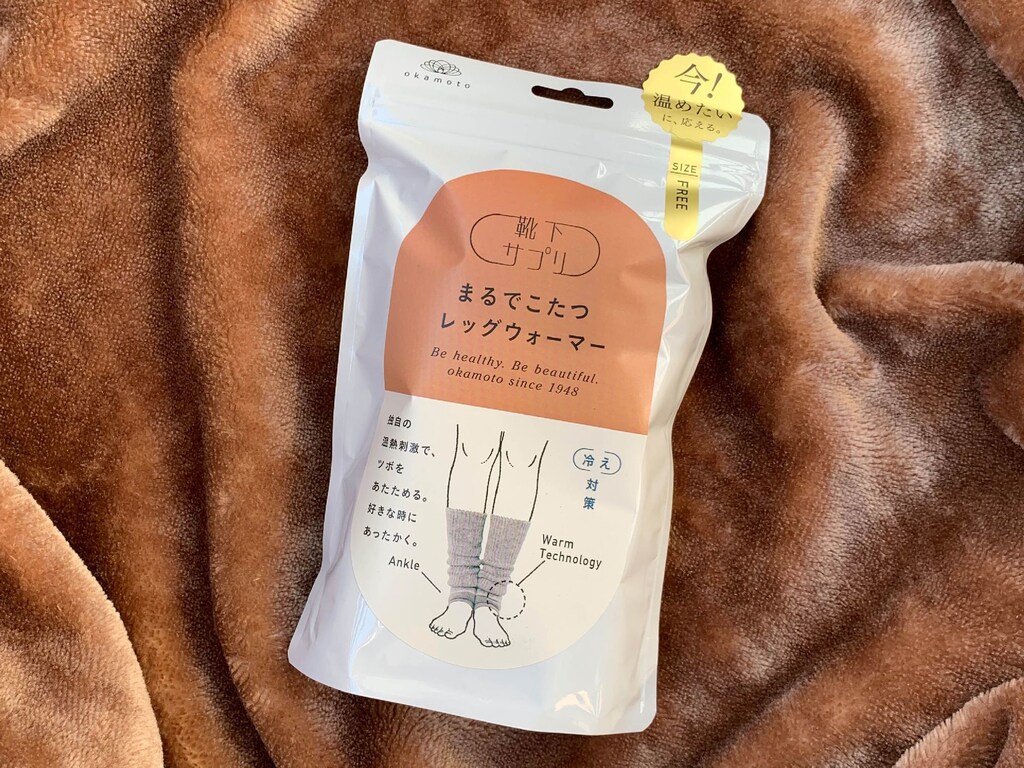 okamoto
今!
温めたい
に、応える。
SIZE
FREE
靴下
サプリ
まるでこたつ
レッグウォーマー
Be healthy. Be beautiful.
okamoto since 1948
独自の
温熱刺激で、
ツボを
あたためる。
好きな時に
あったかく。
冷え
対策
Ankle
Warm
Technology